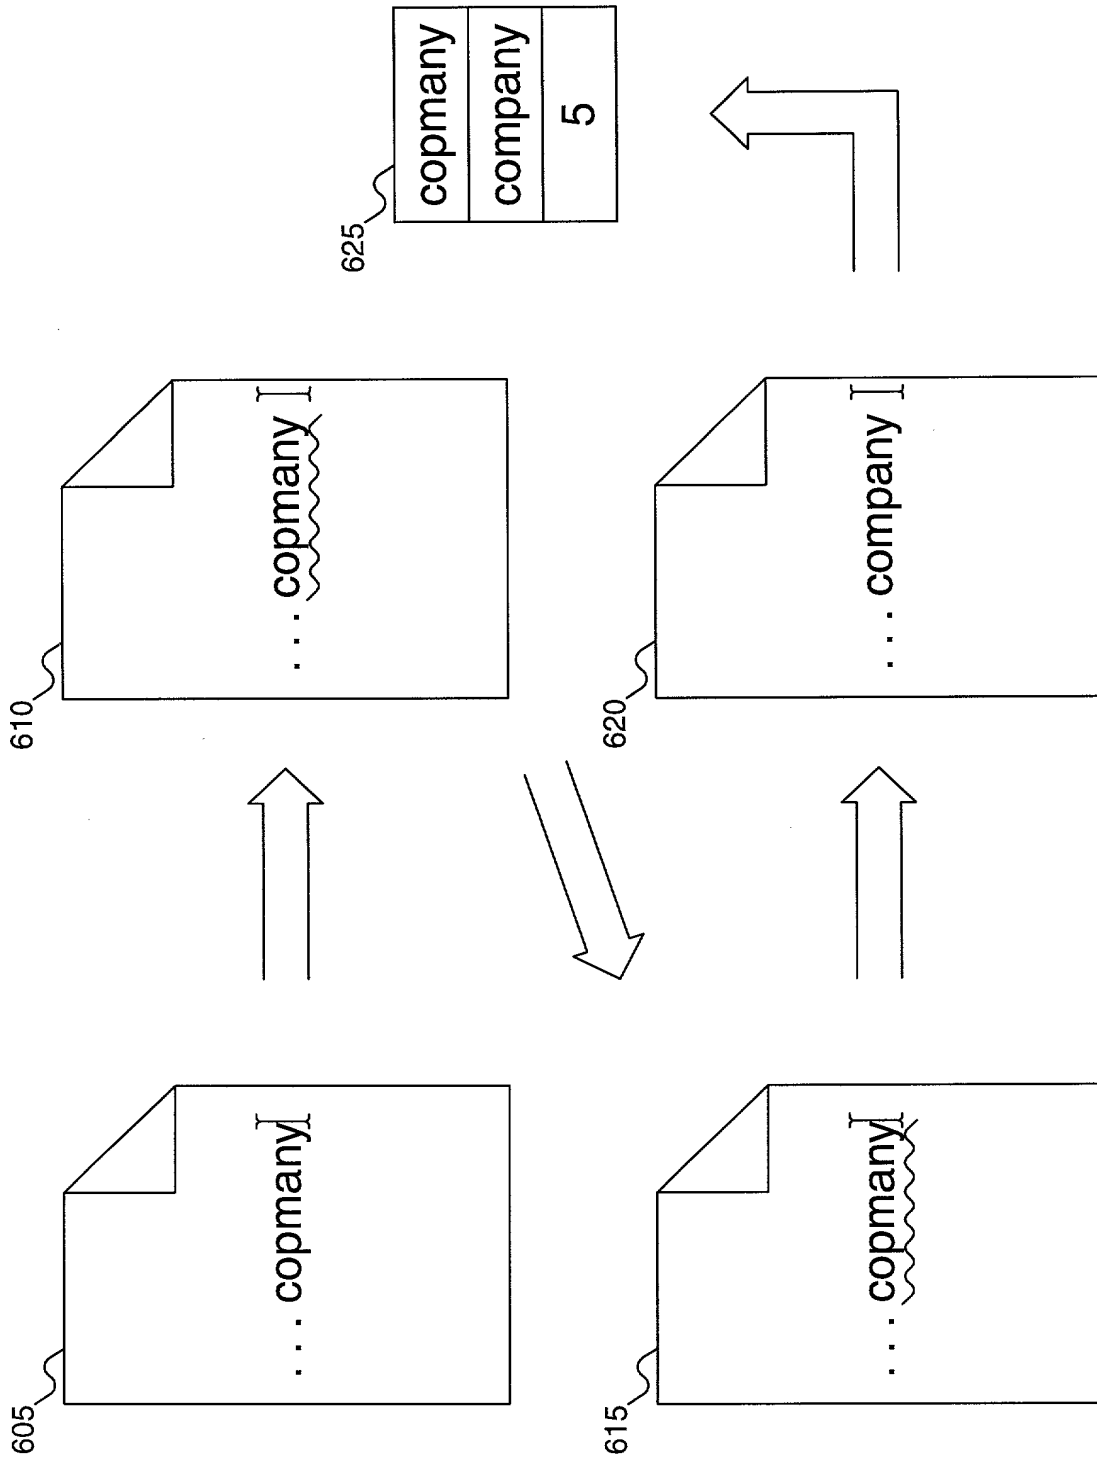 605
. . . copmany
610
. . . copmany
615
. . . copmany
620
. . . company
625
copmany
company
5